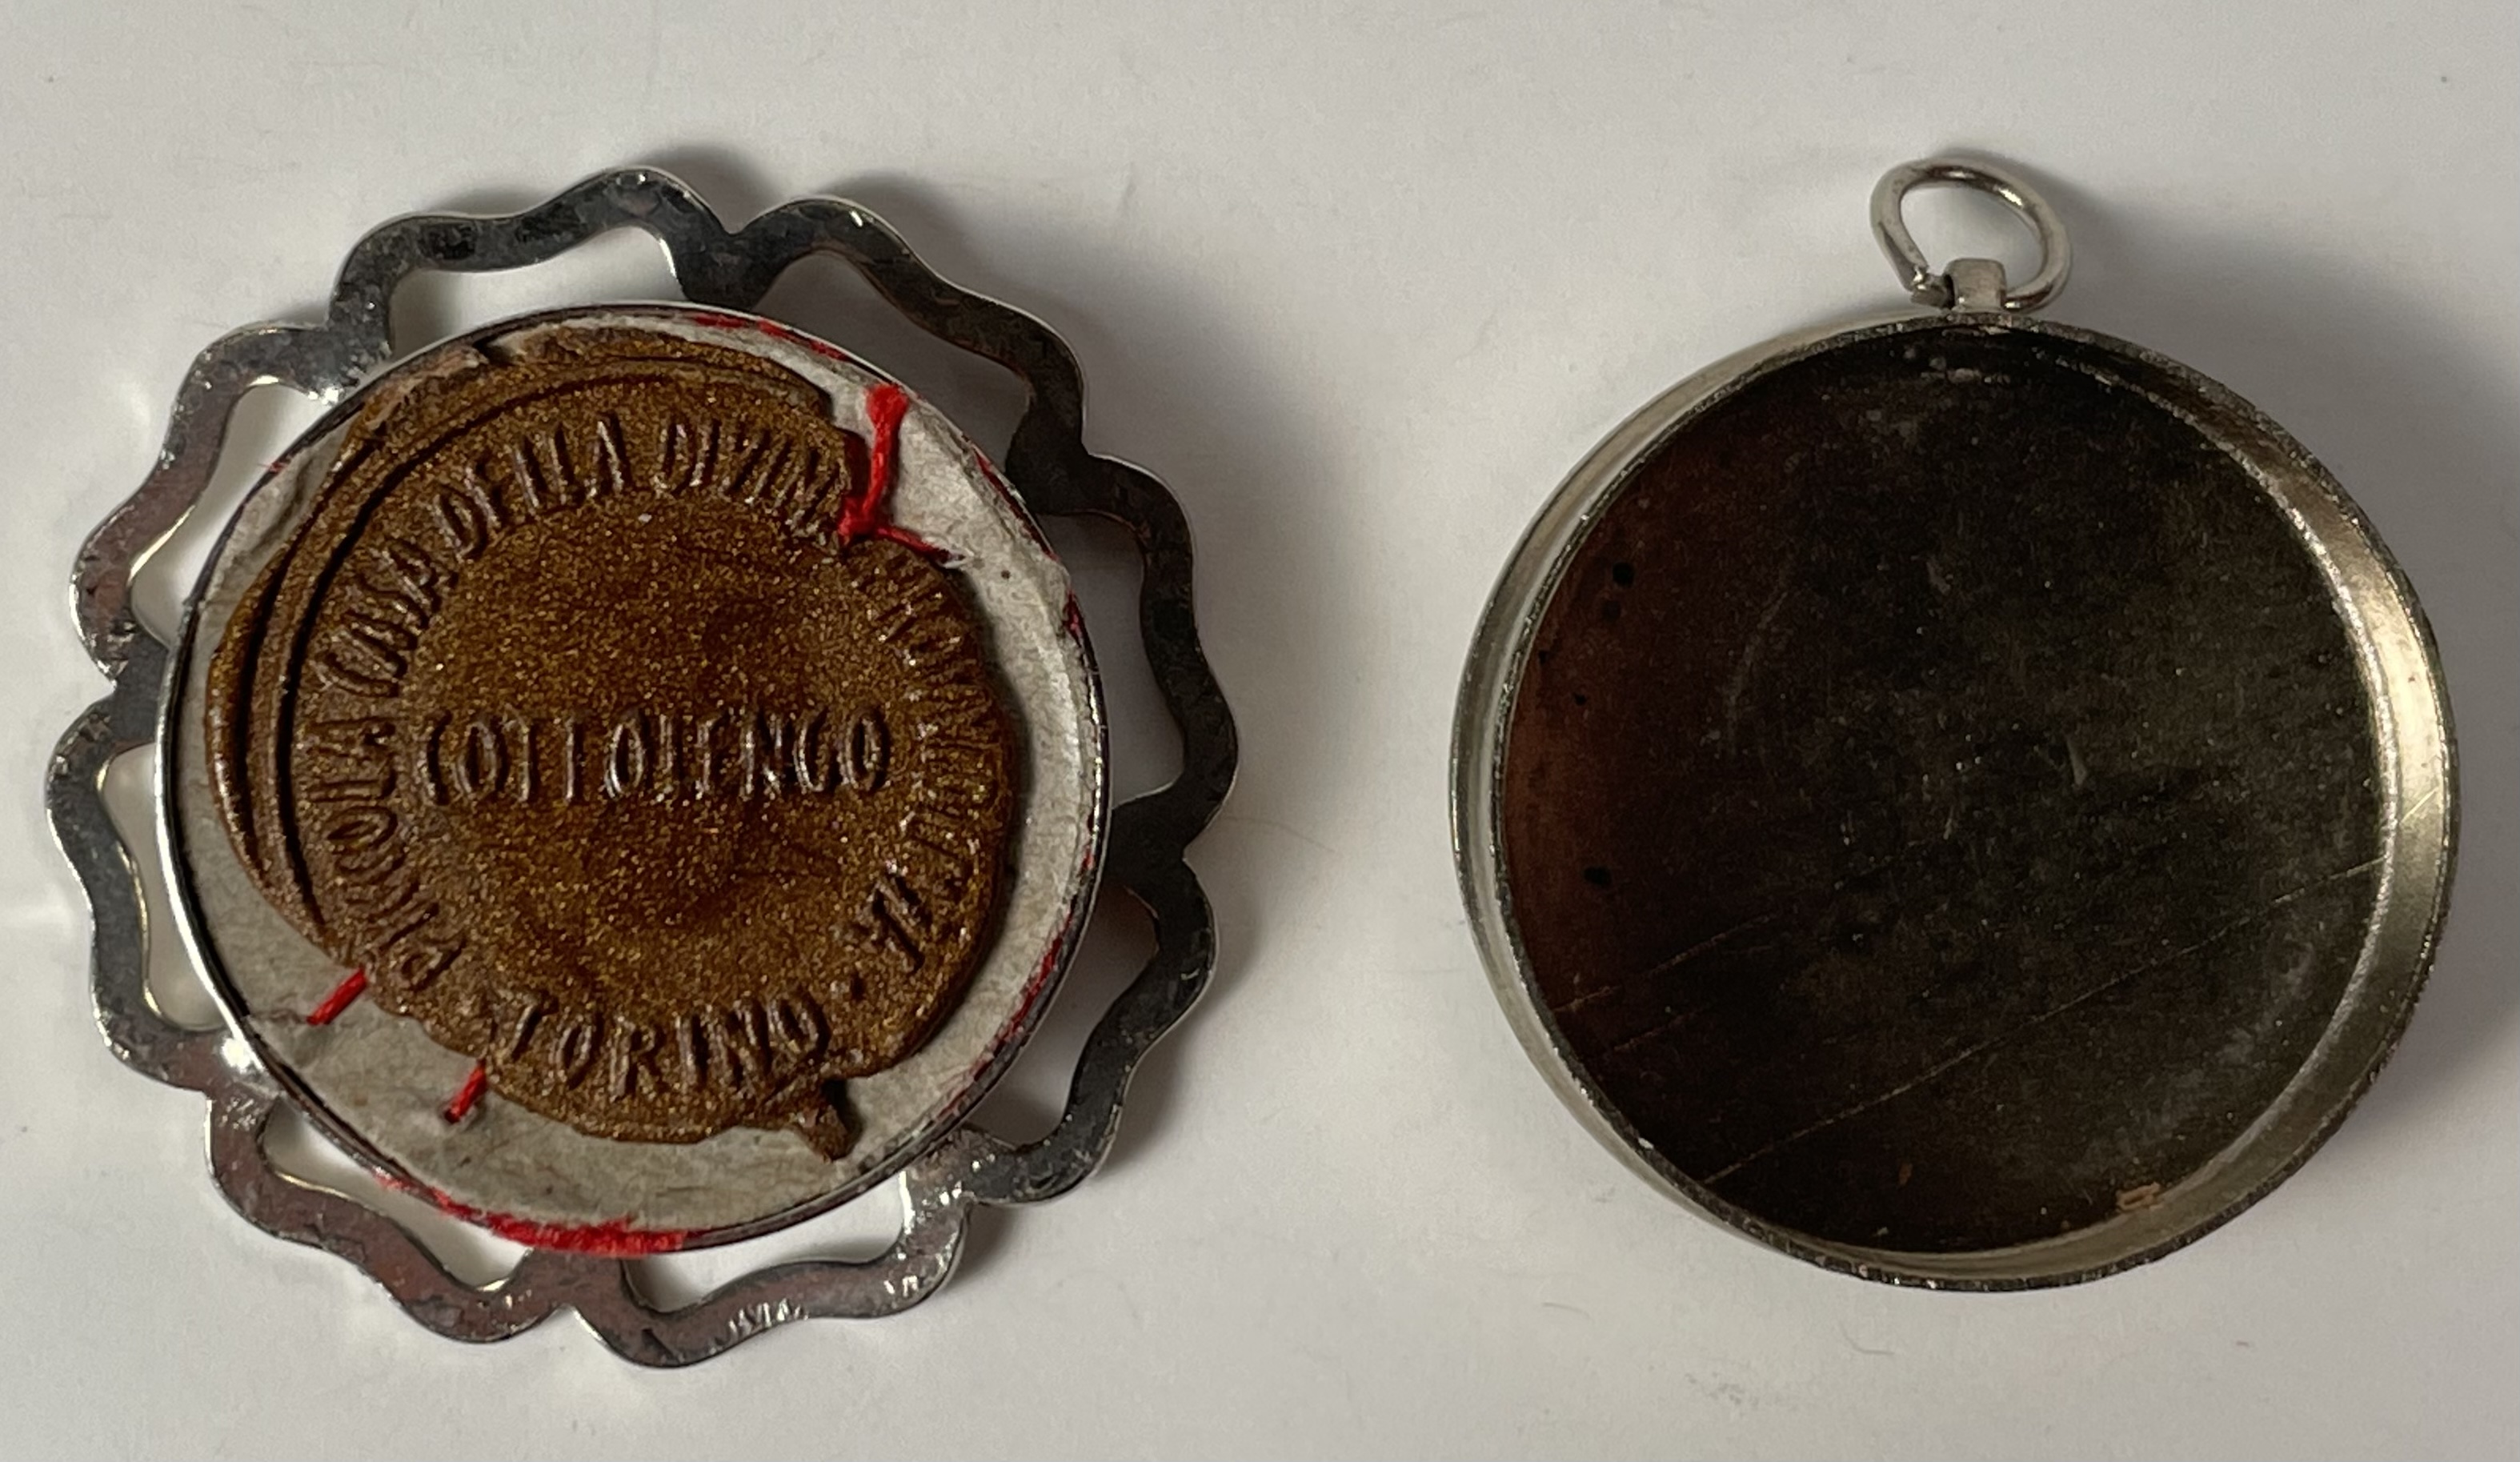 PICCOLA CASA DELLA DIVINA PROVVIDENZA
COTTOLENGO
· TORINO ·